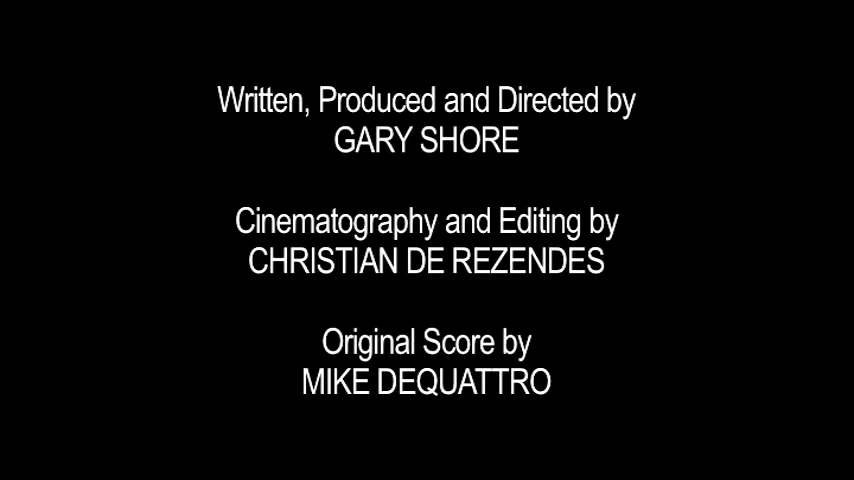 Written, Produced and Directed by
GARY SHORE
Cinematography and Editing by
CHRISTIAN DE REZENDES
Original Score by
MIKE DEQUATTRO